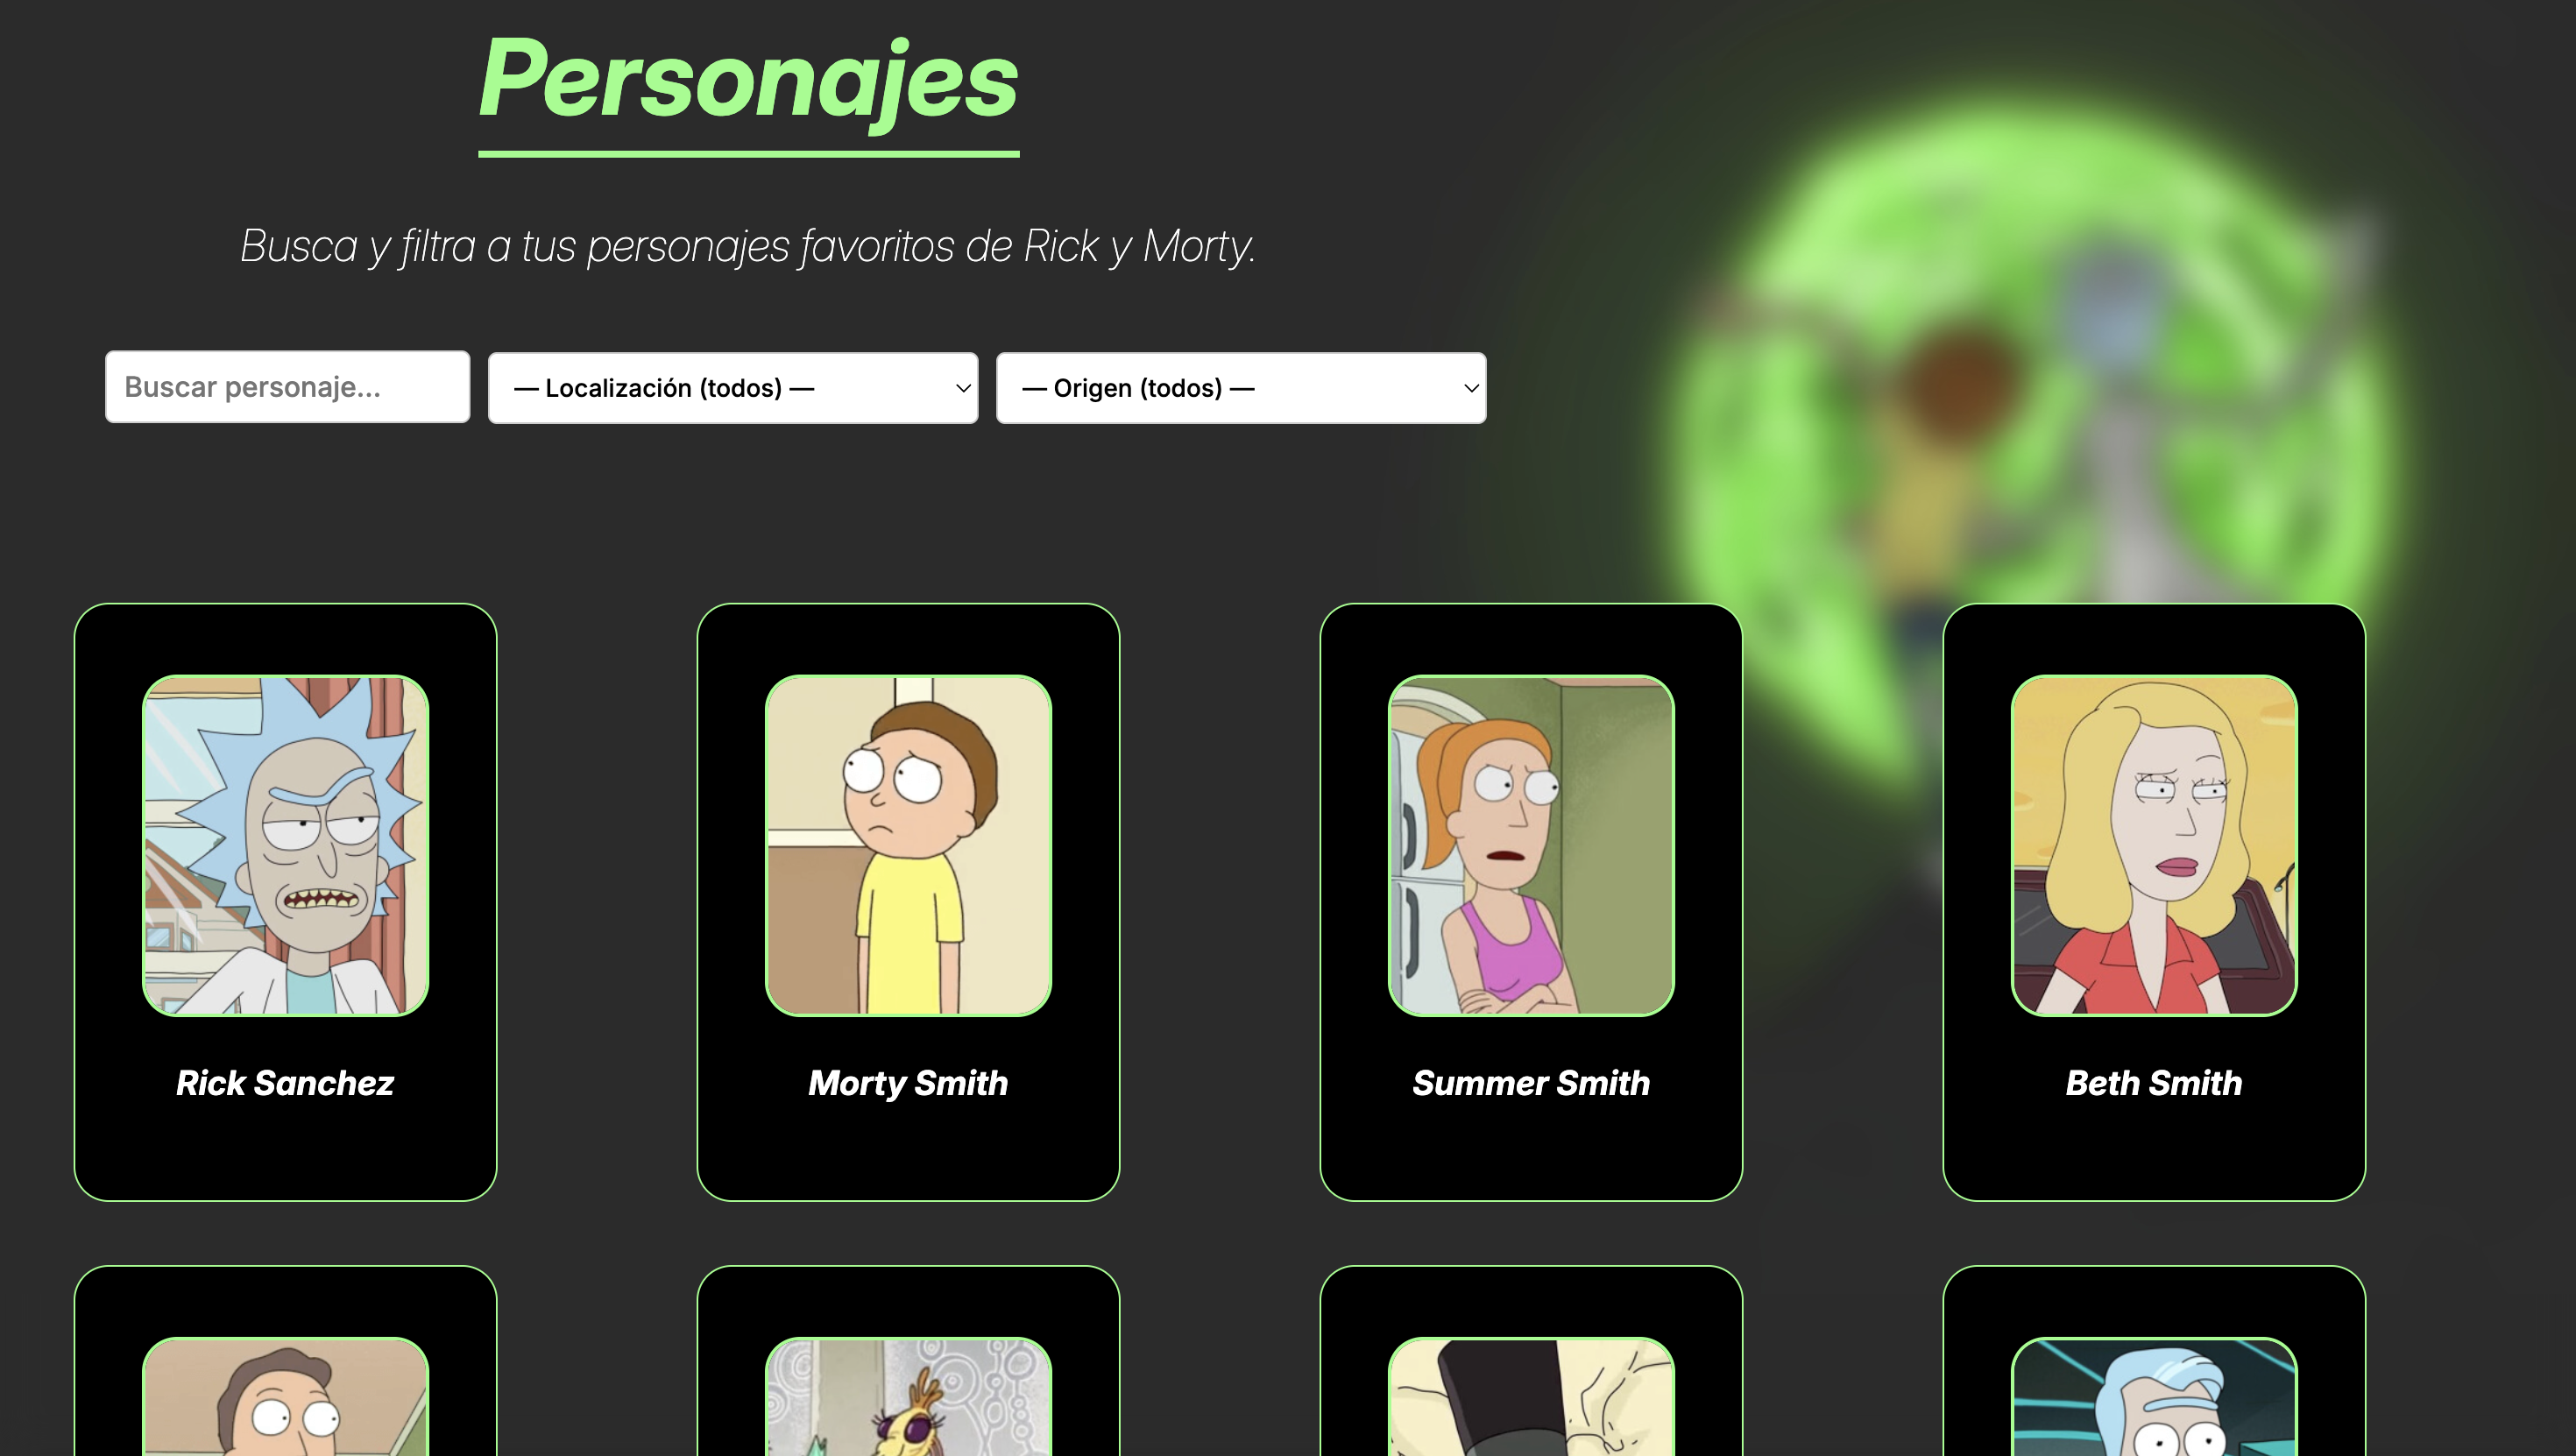 Personajes
Busca y filtra a tus personajes favoritos de Rick y Morty.
Buscar personaje...
— Localización (todos) —
— Origen (todos) —
Rick Sanchez
Morty Smith
Summer Smith
Beth Smith